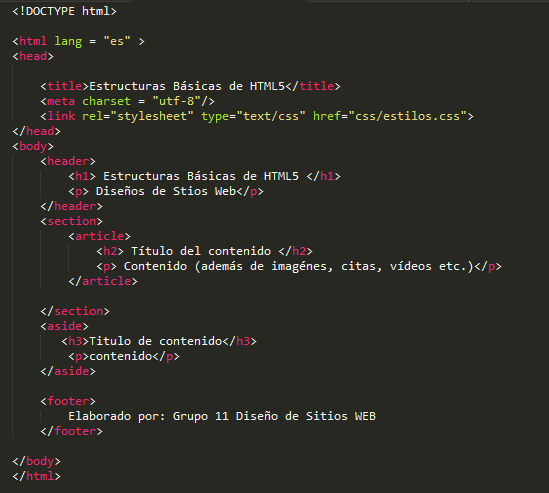 <!DOCTYPE html>
<html lang = "es" >
<head>
<title>Estructuras Básicas de HTML5</title>
<meta charset = "utf-8"/>
<link rel="stylesheet" type="text/css" href="css/estilos.css">
</head>
<body>
<header>
<h1> Estructuras Básicas de HTML5 </h1>
<p> Diseños de Stios Web</p>
</header>
<section>
<article>
<h2> Título del contenido </h2>
<p> Contenido (además de imagénes, citas, vídeos etc.)</p>
</article>
</section>
<aside>
<h3>Titulo de contenido</h3>
<p>contenido</p>
</aside>
<footer>
Elaborado por: Grupo 11 Diseño de Sitios WEB
</footer>
</body>
</html>